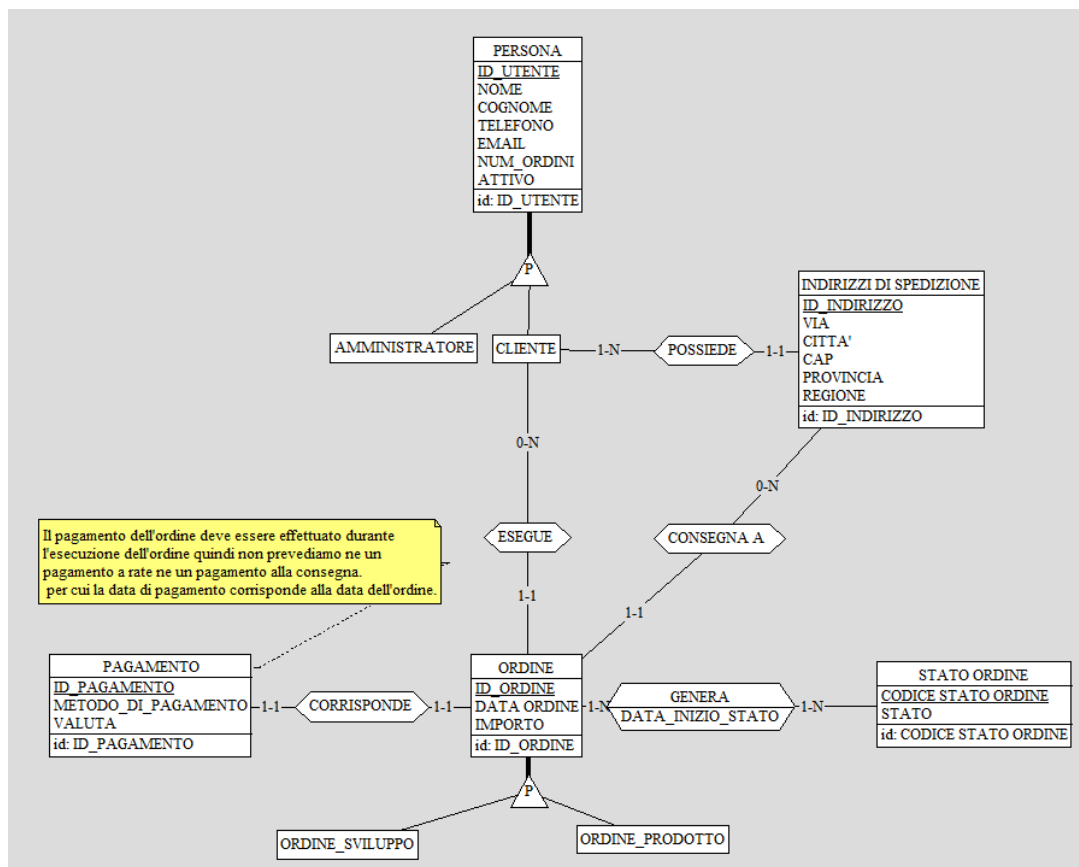 PERSONA
ID_UTENTE
NOME
COGNOME
TELEFONO
EMAIL
NUM_ORDINI
ATTIVO
id: ID_UTENTE
P
AMMINISTRATORE
CLIENTE
1-N
POSSIEDE
1-1
INDIRIZZI DI SPEDIZIONE
ID_INDIRIZZO
VIA
CITTA'
CAP
PROVINCIA
REGIONE
id: ID_INDIRIZZO
0-N
ESEGUE
1-1
0-N
CONSEGNA A
1-1
Il pagamento dell'ordine deve essere effettuato durante
l'esecuzione dell'ordine quindi non prevediamo ne un
pagamento a rate ne un pagamento alla consegna.
per cui la data di pagamento corrisponde alla data dell'ordine.
PAGAMENTO
ID_PAGAMENTO
METODO_DI_PAGAMENTO
VALUTA
id: ID_PAGAMENTO
1-1
CORRISPONDE
1-1
ORDINE
ID_ORDINE
DATA ORDINE
IMPORTO
id: ID_ORDINE
1-N
GENERA
DATA_INIZIO_STATO
1-N
STATO ORDINE
CODICE STATO ORDINE
STATO
id: CODICE STATO ORDINE
P
ORDINE_SVILUPPO
ORDINE_PRODOTTO